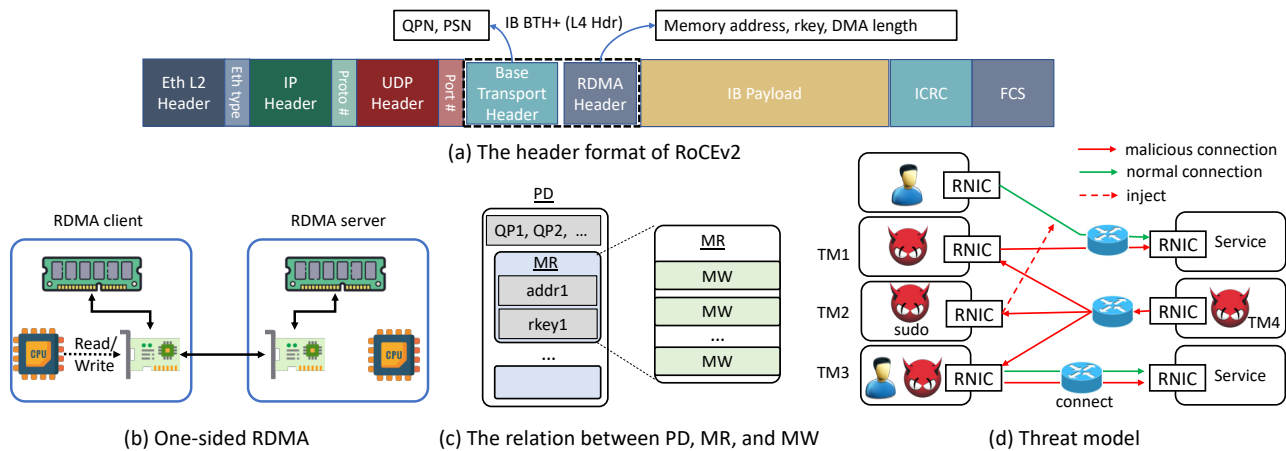 QPN, PSN
IB BTH+ (L4 Hdr)
Memory address, rkey, DMA length
Eth L2 Header
Eth type
IP Header
Proto #
UDP Header
Port #
Base Transport Header
RDMA Header
IB Payload
ICRC
FCS
(a) The header format of RoCEv2
RDMA client
RDMA server
CPU
Read/
Write
CPU
(b) One-sided RDMA
PD
QP1, QP2, ...
MR
addr1
rkey1
...
MR
MW
MW
...
MW
(c) The relation between PD, MR, and MW
malicious connection
normal connection
inject
RNIC
TM1
RNIC
TM2
sudo
RNIC
TM3
RNIC
connect
RNIC
Service
RNIC
TM4
RNIC
Service
(d) Threat model